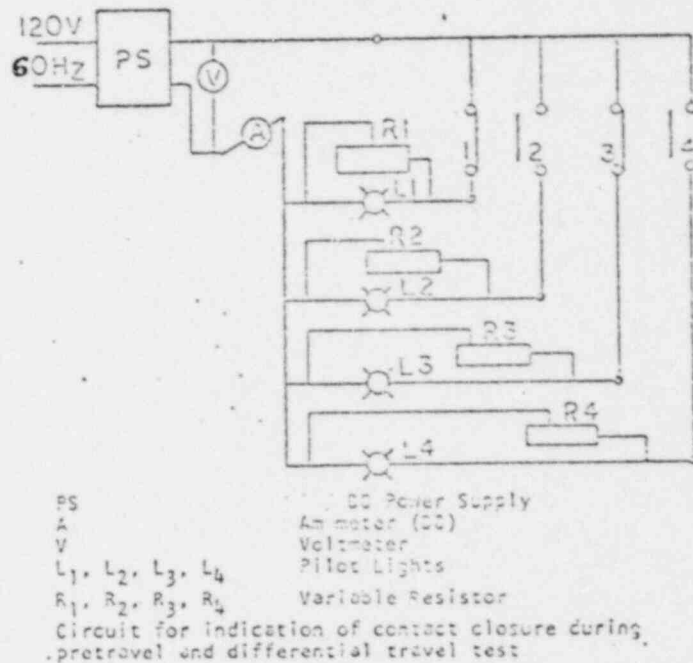 120V
60HZ
PS
V
A
R1
L1
1
2
3
4
R2
L2
R3
L3
R4
L4
PS DC Power Supply
A Ammeter (DC)
V Voltmeter
L1, L2, L3, L4 Pilot Lights
R1, R2, R3, R4 Variable Resistor
Circuit for indication of contact closure during
pretravel and differential travel test